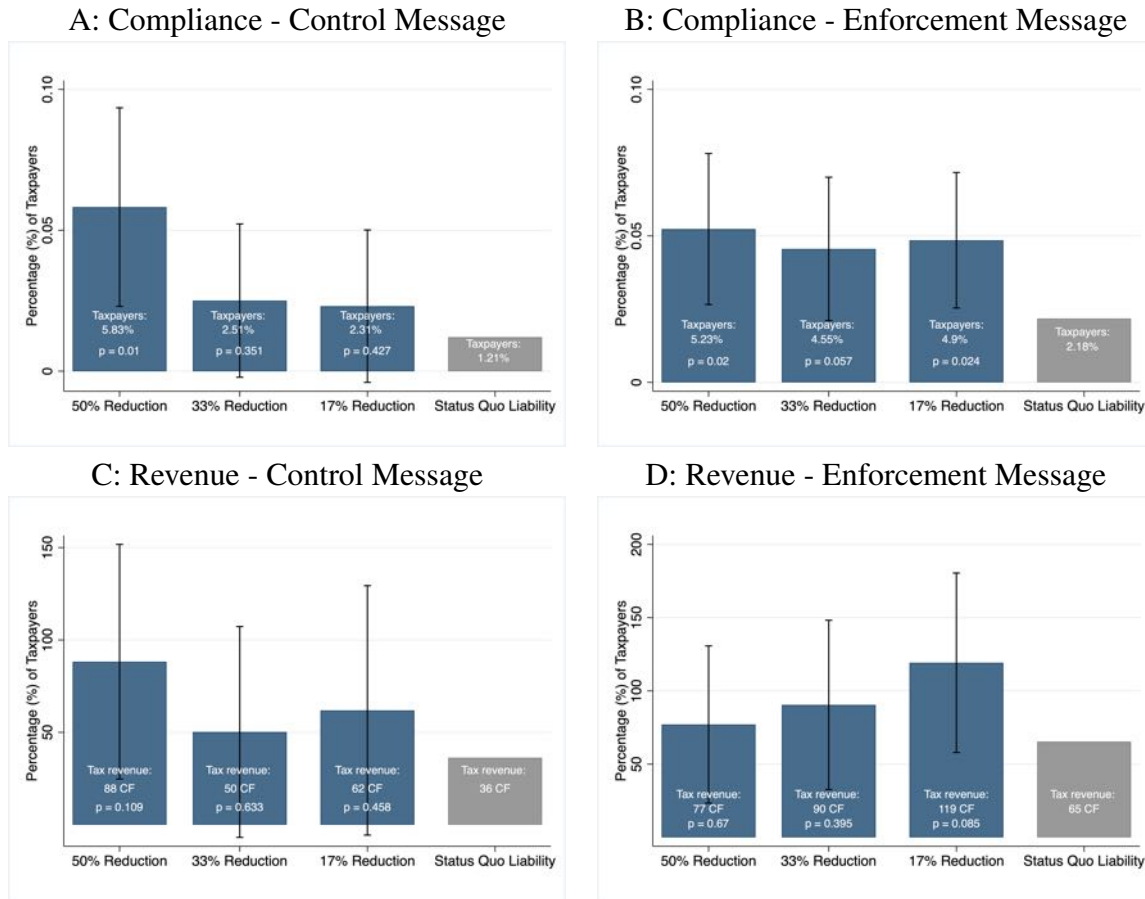 A: Compliance - Control Message
Percentage (%) of Taxpayers
0.10
0.05
0
Taxpayers:
5.83%
p = 0.01
Taxpayers:
2.51%
p = 0.351
Taxpayers:
2.31%
p = 0.427
Taxpayers:
1.21%
50% Reduction
33% Reduction
17% Reduction
Status Quo Liability
B: Compliance - Enforcement Message
Percentage (%) of Taxpayers
0.10
0.05
0
Taxpayers:
5.23%
p = 0.02
Taxpayers:
4.55%
p = 0.057
Taxpayers:
4.9%
p = 0.024
Taxpayers:
2.18%
50% Reduction
33% Reduction
17% Reduction
Status Quo Liability
C: Revenue - Control Message
Percentage (%) of Taxpayers
150
100
50
Tax revenue:
88 CF
p = 0.109
Tax revenue:
50 CF
p = 0.633
Tax revenue:
62 CF
p = 0.458
Tax revenue:
36 CF
50% Reduction
33% Reduction
17% Reduction
Status Quo Liability
D: Revenue - Enforcement Message
Percentage (%) of Taxpayers
200
150
100
50
Tax revenue:
77 CF
p = 0.67
Tax revenue:
90 CF
p = 0.395
Tax revenue:
119 CF
p = 0.085
Tax revenue:
65 CF
50% Reduction
33% Reduction
17% Reduction
Status Quo Liability